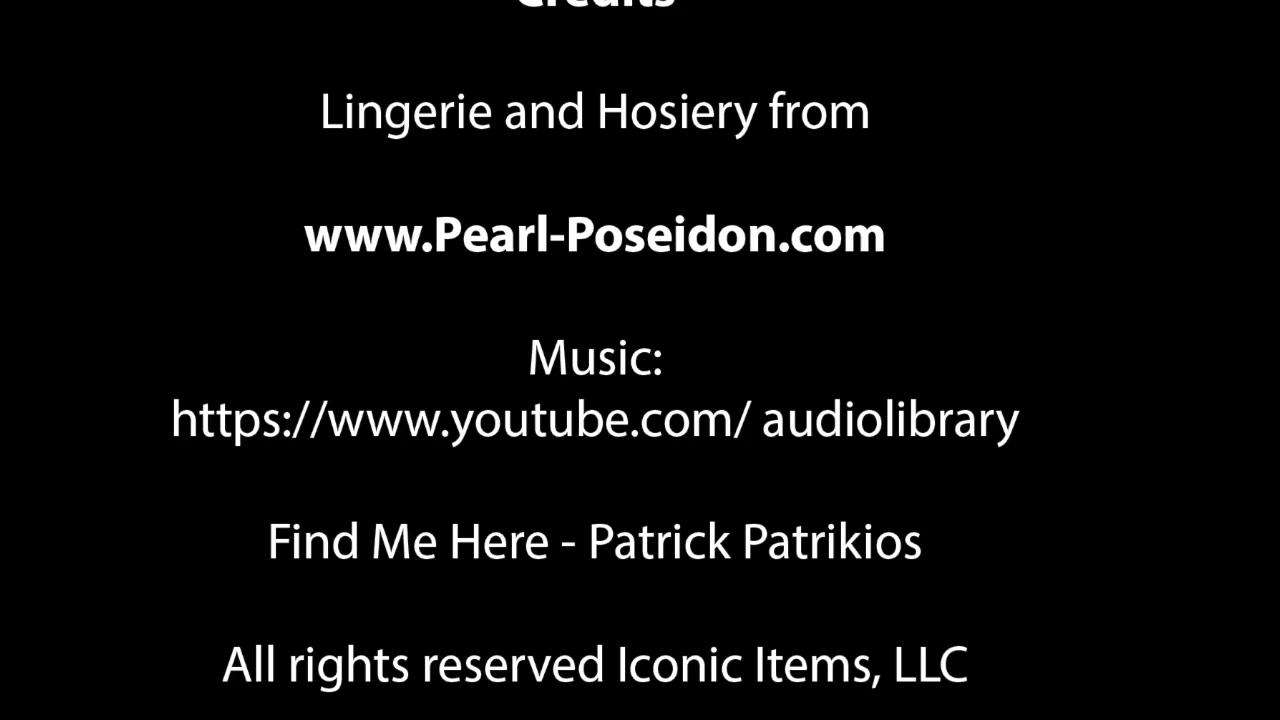 Credits
Lingerie and Hosiery from
www.Pearl-Poseidon.com
Music:
https://www.youtube.com/ audiolibrary
Find Me Here - Patrick Patrikios
All rights reserved Iconic Items, LLC